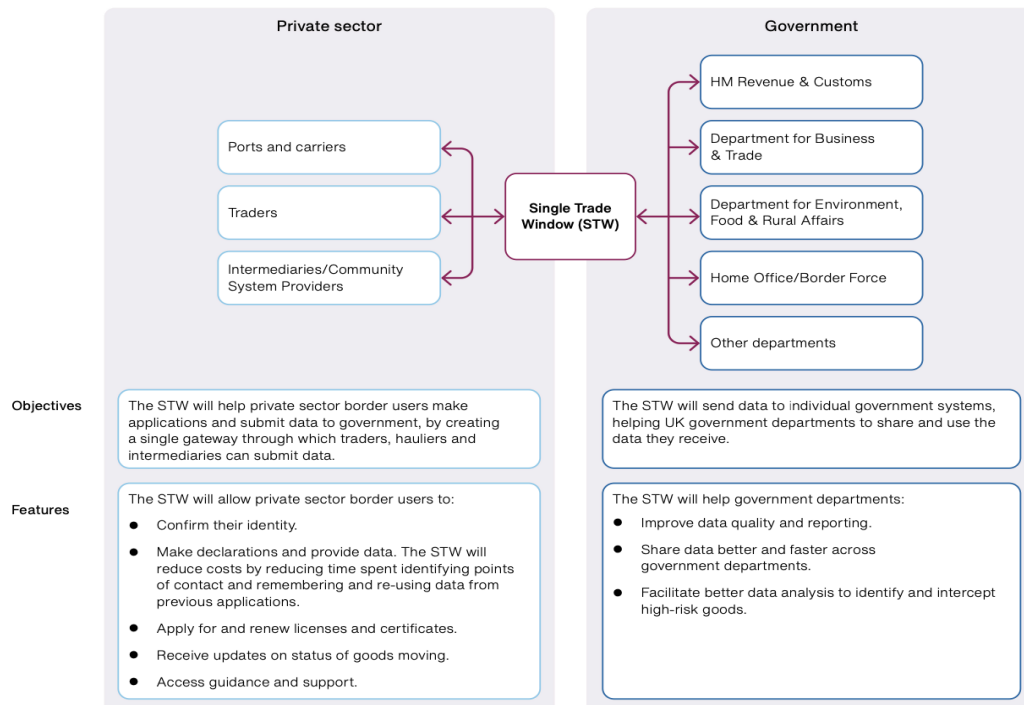 Private sector
Government
HM Revenue & Customs
Ports and carriers
Department for Business
& Trade
Traders
Single Trade
Window (STW)
Department for Environment,
Food & Rural Affairs
Intermediaries/Community
System Providers
Home Office/Border Force
Other departments
Objectives
The STW will help private sector border users make
applications and submit data to government, by creating
a single gateway through which traders, hauliers and
intermediaries can submit data.
The STW will send data to individual government systems,
helping UK government departments to share and use the
data they receive.
Features
The STW will allow private sector border users to:
● Confirm their identity.
● Make declarations and provide data. The STW will
reduce costs by reducing time spent identifying points
of contact and remembering and re-using data from
previous applications.
● Apply for and renew licenses and certificates.
● Receive updates on status of goods moving.
● Access guidance and support.
The STW will help government departments:
● Improve data quality and reporting.
● Share data better and faster across
government departments.
● Facilitate better data analysis to identify and intercept
high-risk goods.